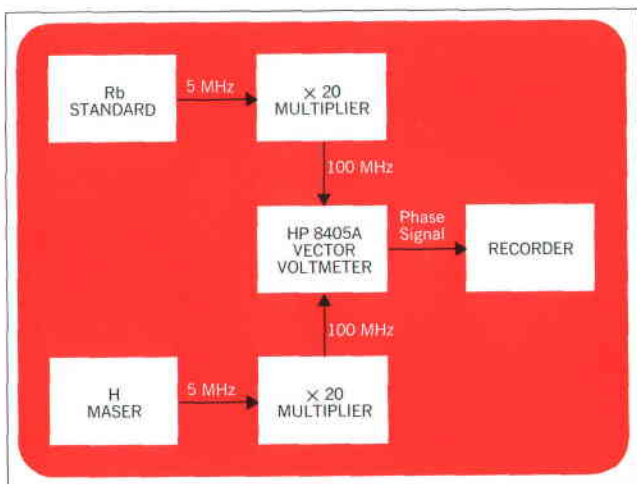 Rb
STANDARD
5 MHz
× 20
MULTIPLIER
100 MHz
HP 8405A
VECTOR
VOLTMETER
Phase
Signal
RECORDER
100 MHz
H
MASER
5 MHz
× 20
MULTIPLIER